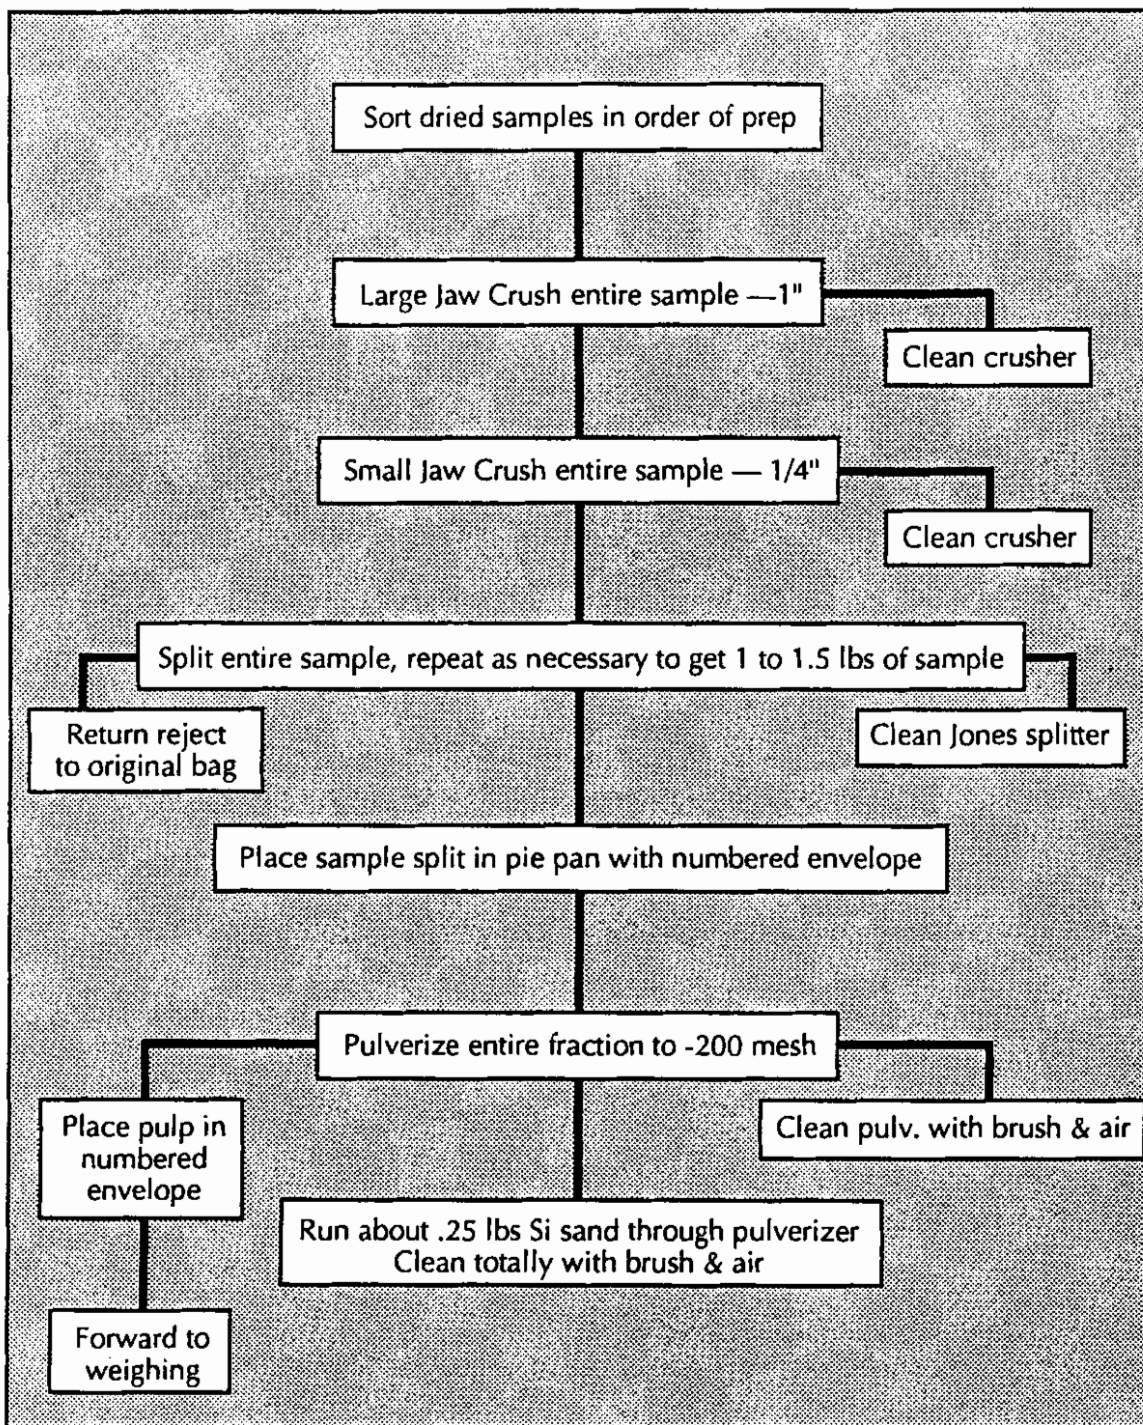 Sort dried samples in order of prep
Large Jaw Crush entire sample —1"
Clean crusher
Small Jaw Crush entire sample — 1/4"
Clean crusher
Split entire sample, repeat as necessary to get 1 to 1.5 lbs of sample
Return reject
to original bag
Clean Jones splitter
Place sample split in pie pan with numbered envelope
Pulverize entire fraction to -200 mesh
Place pulp in
numbered
envelope
Clean pulv. with brush & air
Run about .25 lbs Si sand through pulverizer
Clean totally with brush & air
Forward to
weighing